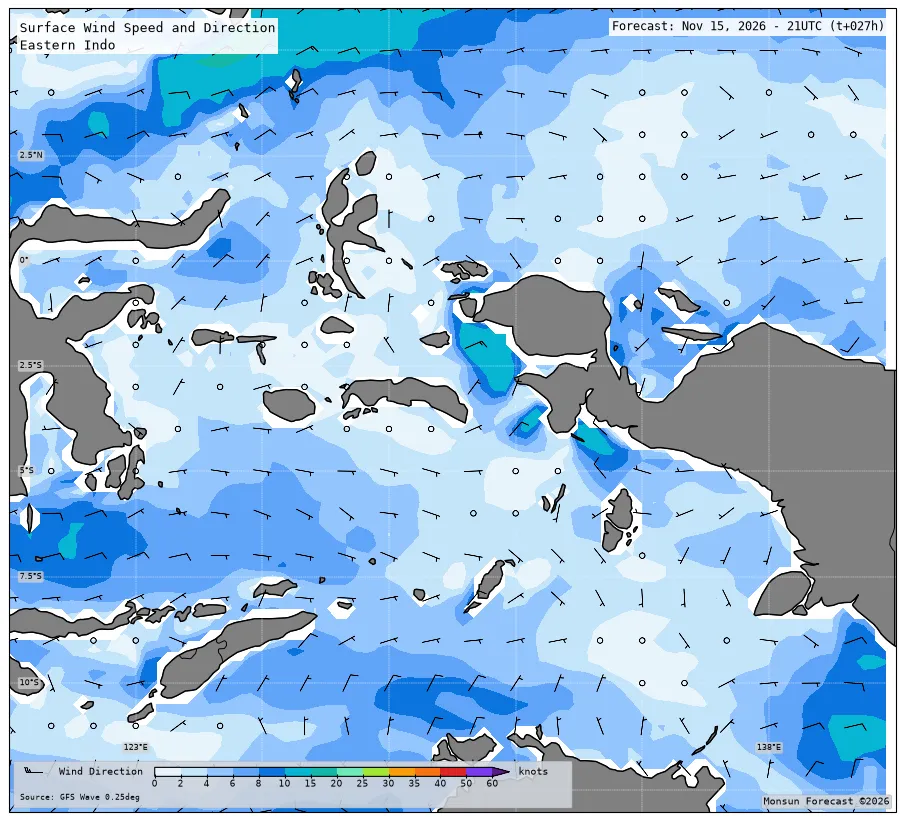 Surface Wind Speed and Direction
Eastern Indo
Forecast: Nov 15, 2026 - 21UTC (t+027h)
2.5°N
0°
2.5°S
5°S
7.5°S
10°S
123°E
138°E
Wind Direction
0 2 4 6 8 10 15 20 25 30 35 40 50 60
knots
Source: GFS Wave 0.25deg
Monsun Forecast ©2026